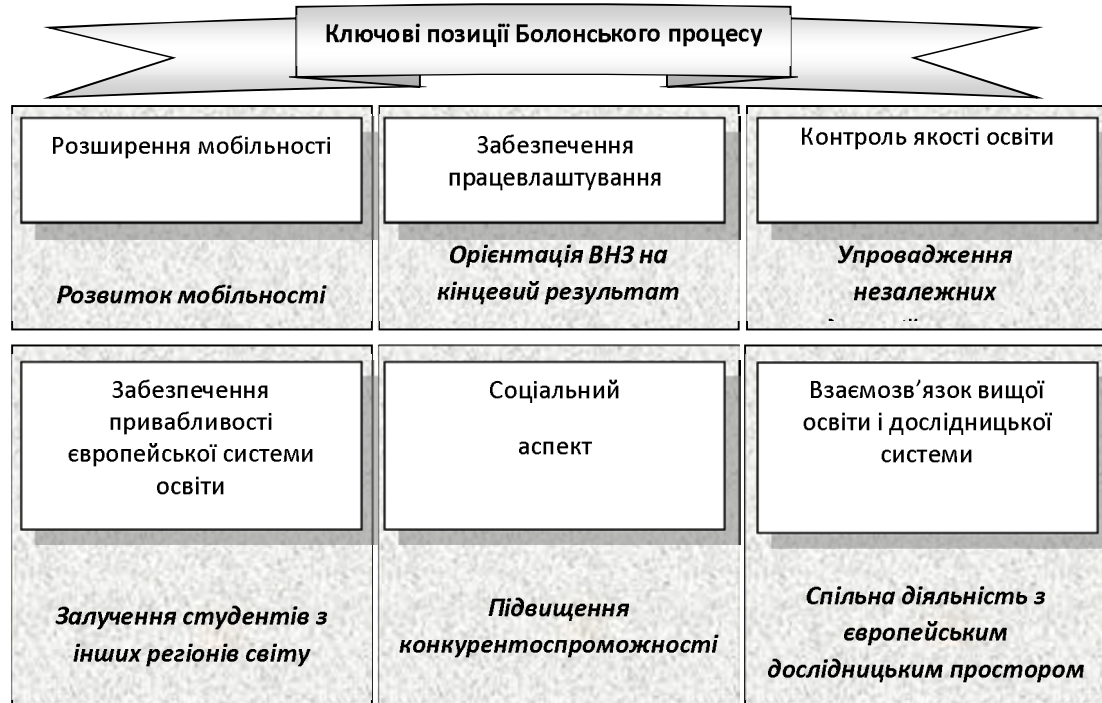 Ключові позиції Болонського процесу
Розширення мобільності
Розвиток мобільності
Забезпечення
працевлаштування
Орієнтація ВНЗ на
кінцевий результат
Контроль якості освіти
Упровадження
незалежних
Забезпечення
привабливості
європейської системи
освіти
Залучення студентів з
інших регіонів світу
Соціальний
аспект
Підвищення
конкурентоспроможності
Взаємозв’язок вищої
освіти і дослідницької
системи
Спільна діяльність з
європейським
дослідницьким простором